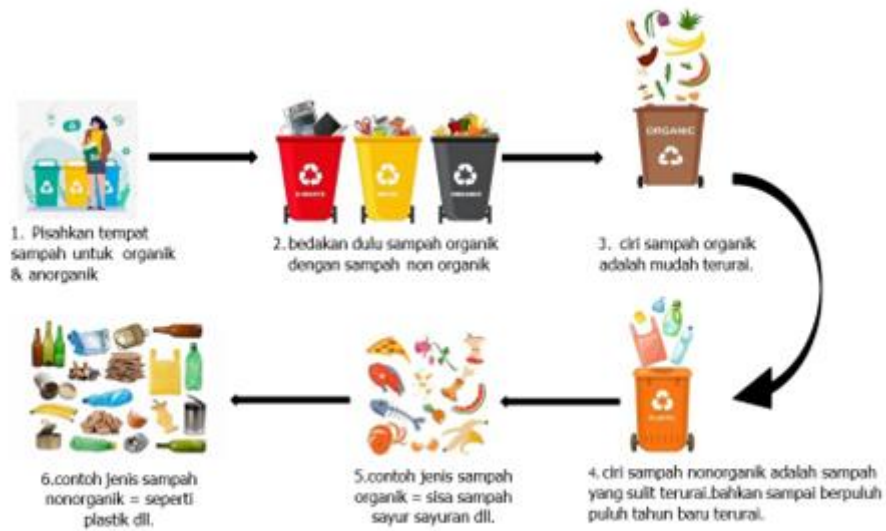 1. Pisahkan tempat
sampah untuk organik
& anorganik
2. bedakan dulu sampah organik
dengan sampah non organik
ORGANIC
3. ciri sampah organik
adalah mudah terurai.
4. ciri sampah nonorganik adalah sampah
yang sulit terurai.bahkan sampai berpuluh
puluh tahun baru terurai.
5.contoh jenis sampah
organik = sisa sampah
sayur sayuran dll.
6.contoh jenis sampah
nonorganik = seperti
plastik dll.